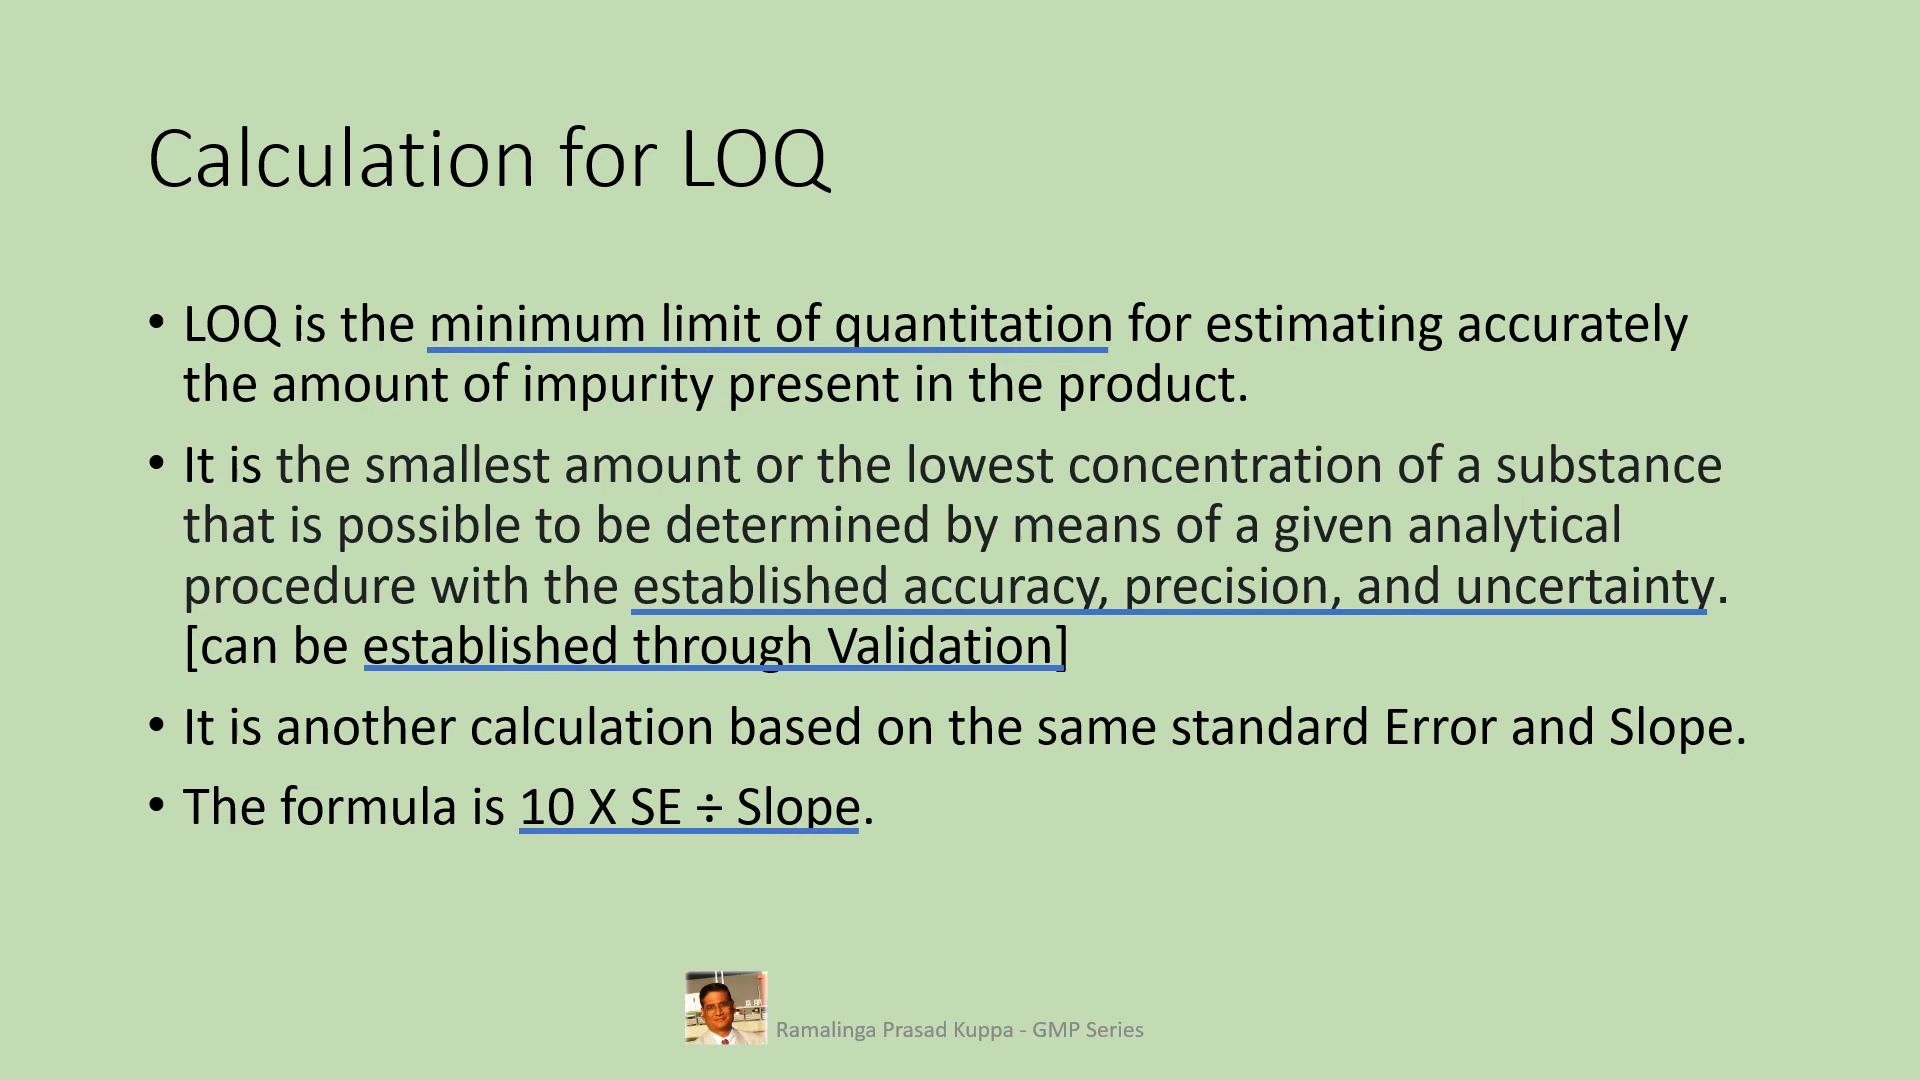 Calculation for LOQ
• LOQ is the minimum limit of quantitation for estimating accurately
the amount of impurity present in the product.
• It is the smallest amount or the lowest concentration of a substance
that is possible to be determined by means of a given analytical
procedure with the established accuracy, precision, and uncertainty.
[can be established through Validation]
• It is another calculation based on the same standard Error and Slope.
• The formula is 10 X SE ÷ Slope.
Ramalinga Prasad Kuppa - GMP Series